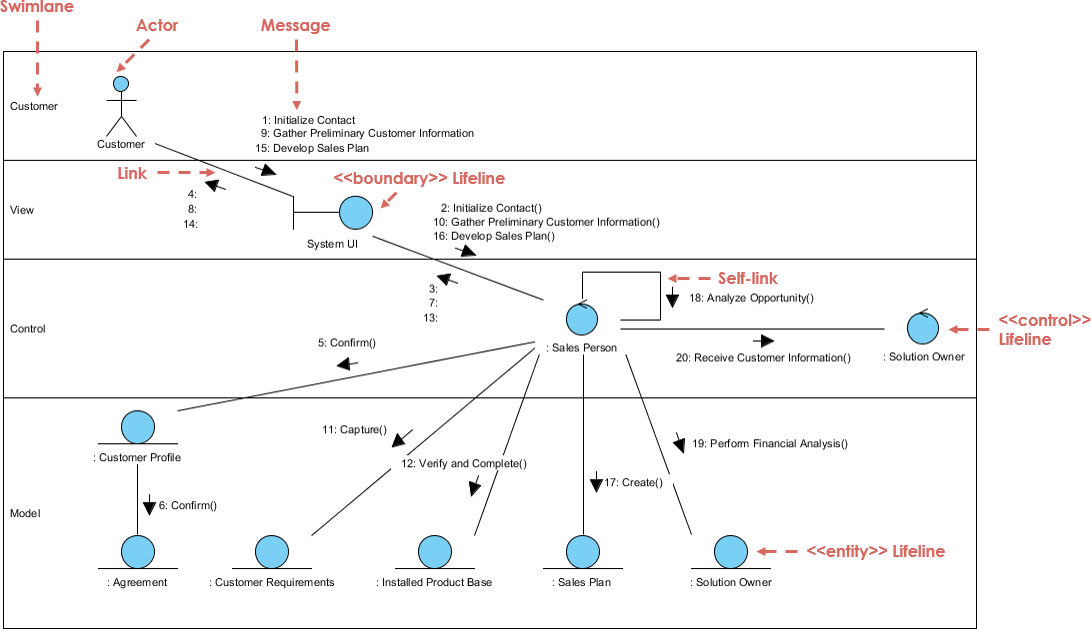 Swimlane
Actor
Message
Customer
Customer
1: Initialize Contact
9: Gather Preliminary Customer Information
15: Develop Sales Plan
Link
<<boundary>> Lifeline
4:
8:
14:
View
System UI
2: Initialize Contact()
10: Gather Preliminary Customer Information()
16: Develop Sales Plan()
3:
7:
13:
Self-link
18: Analyze Opportunity()
Control
<<control>>
Lifeline
5: Confirm()
: Sales Person
20: Receive Customer Information()
: Solution Owner
11: Capture()
: Customer Profile
12: Verify and Complete()
19: Perform Financial Analysis()
17: Create()
6: Confirm()
Model
<<entity>> Lifeline
: Agreement
: Customer Requirements
: Installed Product Base
: Sales Plan
: Solution Owner